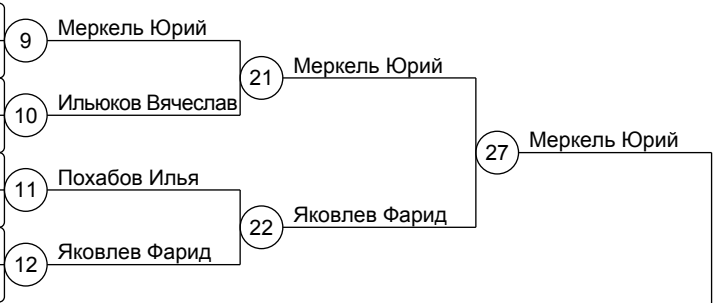 9 Меркель Юрий
21 Меркель Юрий
10 Ильюков Вячеслав
27 Меркель Юрий
11 Похабов Илья
22 Яковлев Фарид
12 Яковлев Фарид